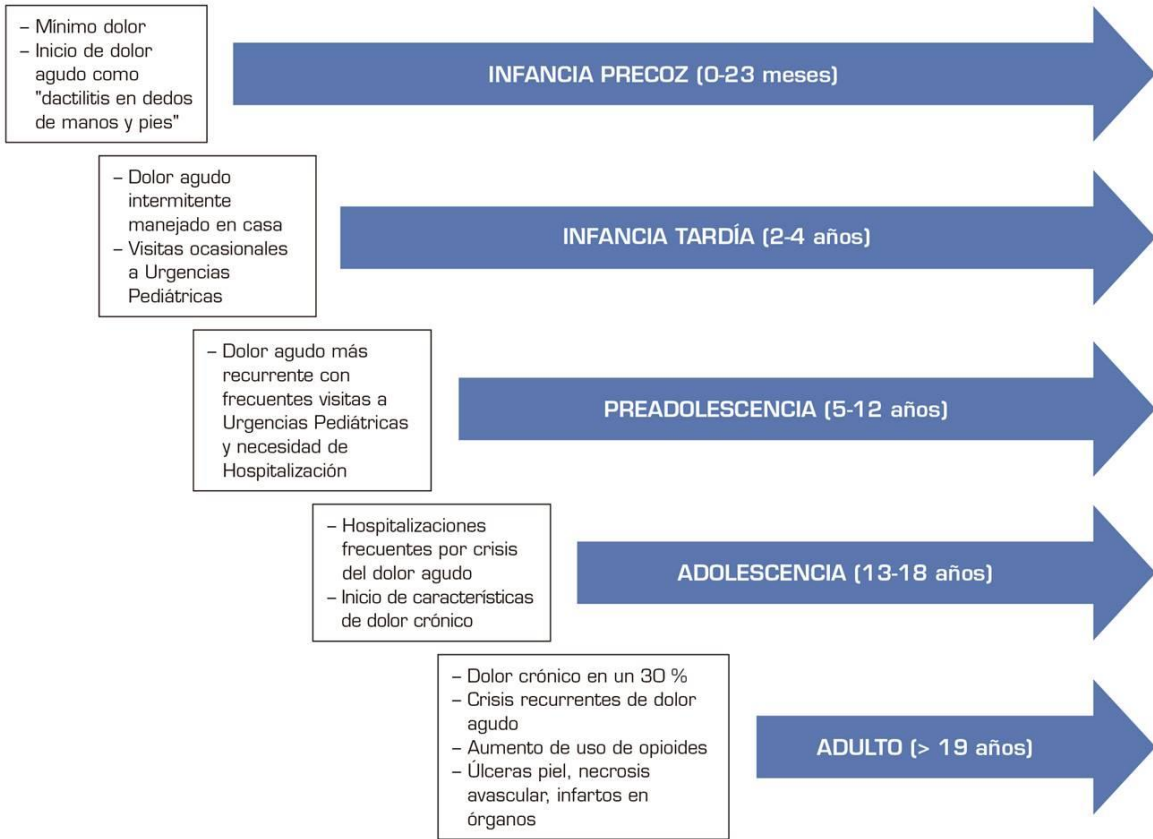 – Mínimo dolor
– Inicio de dolor
agudo como
"dactilitis en dedos
de manos y pies"
INFANCIA PRECOZ (0-23 meses)
– Dolor agudo
intermitente
manejado en casa
– Visitas ocasionales
a Urgencias
Pediátricas
INFANCIA TARDÍA (2-4 años)
– Dolor agudo más
recurrente con
frecuentes visitas a
Urgencias Pediátricas
y necesidad de
Hospitalización
PREADOLESCENCIA (5-12 años)
– Hospitalizaciones
frecuentes por crisis
del dolor agudo
– Inicio de características
de dolor crónico
ADOLESCENCIA (13-18 años)
– Dolor crónico en un 30 %
– Crisis recurrentes de dolor
agudo
– Aumento de uso de opioides
– Úlceras piel, necrosis
avascular, infartos en
órganos
ADULTO (> 19 años)